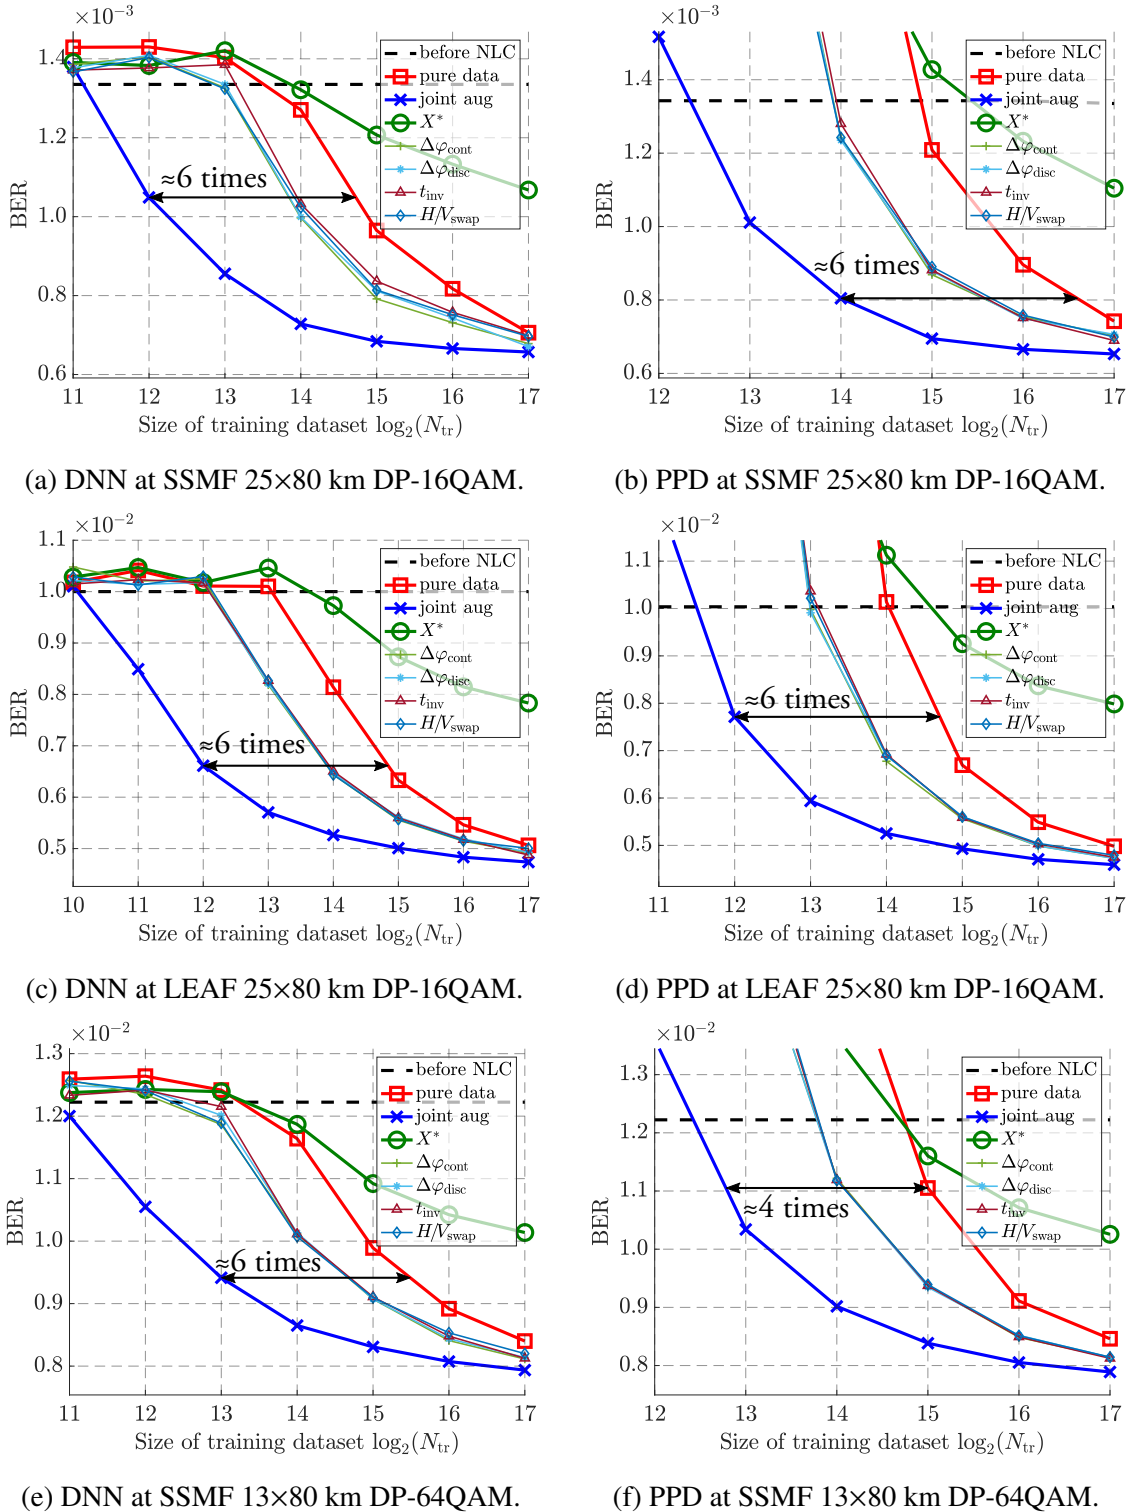 ×10⁻³
1.4
1.2
1.0
0.8
0.6
BER
before NLC
pure data
joint aug
X*
Δφcont
Δφdisc
tinv
H/Vswap
≈6 times
11 12 13 14 15 16 17
Size of training dataset log₂(Ntr)
(a) DNN at SSMF 25×80 km DP-16QAM.
×10⁻³
1.4
1.2
1.0
0.8
0.6
BER
before NLC
pure data
joint aug
X*
Δφcont
Δφdisc
tinv
H/Vswap
≈6 times
12 13 14 15 16 17
Size of training dataset log₂(Ntr)
(b) PPD at SSMF 25×80 km DP-16QAM.
×10⁻²
1.1
1.0
0.9
0.8
0.7
0.6
0.5
BER
before NLC
pure data
joint aug
X*
Δφcont
Δφdisc
tinv
H/Vswap
≈6 times
10 11 12 13 14 15 16 17
Size of training dataset log₂(Ntr)
(c) DNN at LEAF 25×80 km DP-16QAM.
×10⁻²
1.1
1.0
0.9
0.8
0.7
0.6
0.5
BER
before NLC
pure data
joint aug
X*
Δφcont
Δφdisc
tinv
H/Vswap
≈6 times
11 12 13 14 15 16 17
Size of training dataset log₂(Ntr)
(d) PPD at LEAF 25×80 km DP-16QAM.
×10⁻²
1.3
1.2
1.1
1.0
0.9
0.8
BER
before NLC
pure data
joint aug
X*
Δφcont
Δφdisc
tinv
H/Vswap
≈6 times
11 12 13 14 15 16 17
Size of training dataset log₂(Ntr)
(e) DNN at SSMF 13×80 km DP-64QAM.
×10⁻²
1.3
1.2
1.1
1.0
0.9
0.8
BER
before NLC
pure data
joint aug
X*
Δφcont
Δφdisc
tinv
H/Vswap
≈4 times
12 13 14 15 16 17
Size of training dataset log₂(Ntr)
(f) PPD at SSMF 13×80 km DP-64QAM.